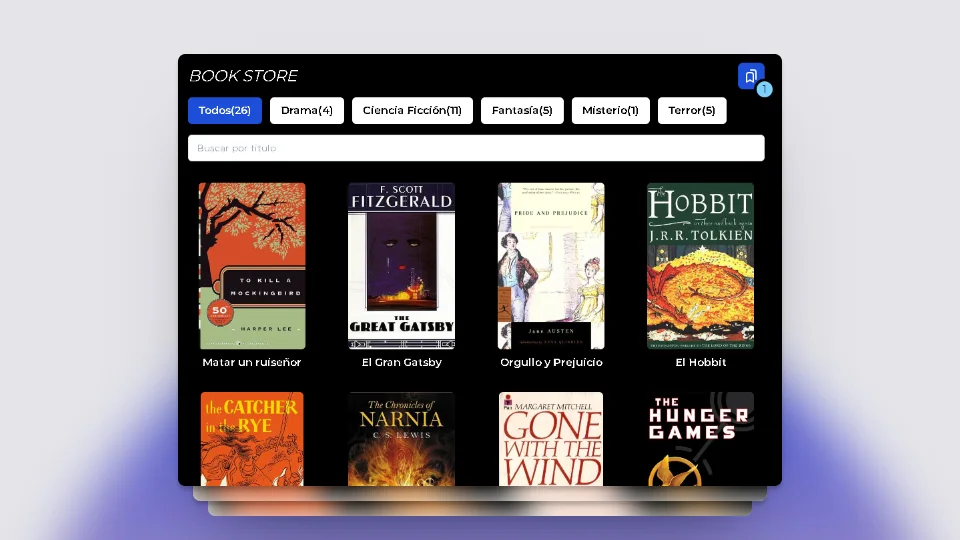 BOOK STORE
1
Todos(26)
Drama(4)
Ciencia Ficción(11)
Fantasía(5)
Misterio(1)
Terror(5)
Buscar por titulo
TO KILL A
MOCKINGBIRD
50
HARPER LEE
Matar un ruiseñor
F. SCOTT
FITZGERALD
THE
GREAT GATSBY
El Gran Gatsby
PRIDE AND PREJUDICE
Jane AUSTEN
Orgullo y Prejuicio
HOBBIT
J.R.R. TOLKIEN
El Hobbit
the CATCHER
in the RYE
The Chronicles of
NARNIA
C. S. LEWIS
MARGARET MITCHELL
GONE
WITH THE
WIND
THE
HUNGER
GAMES